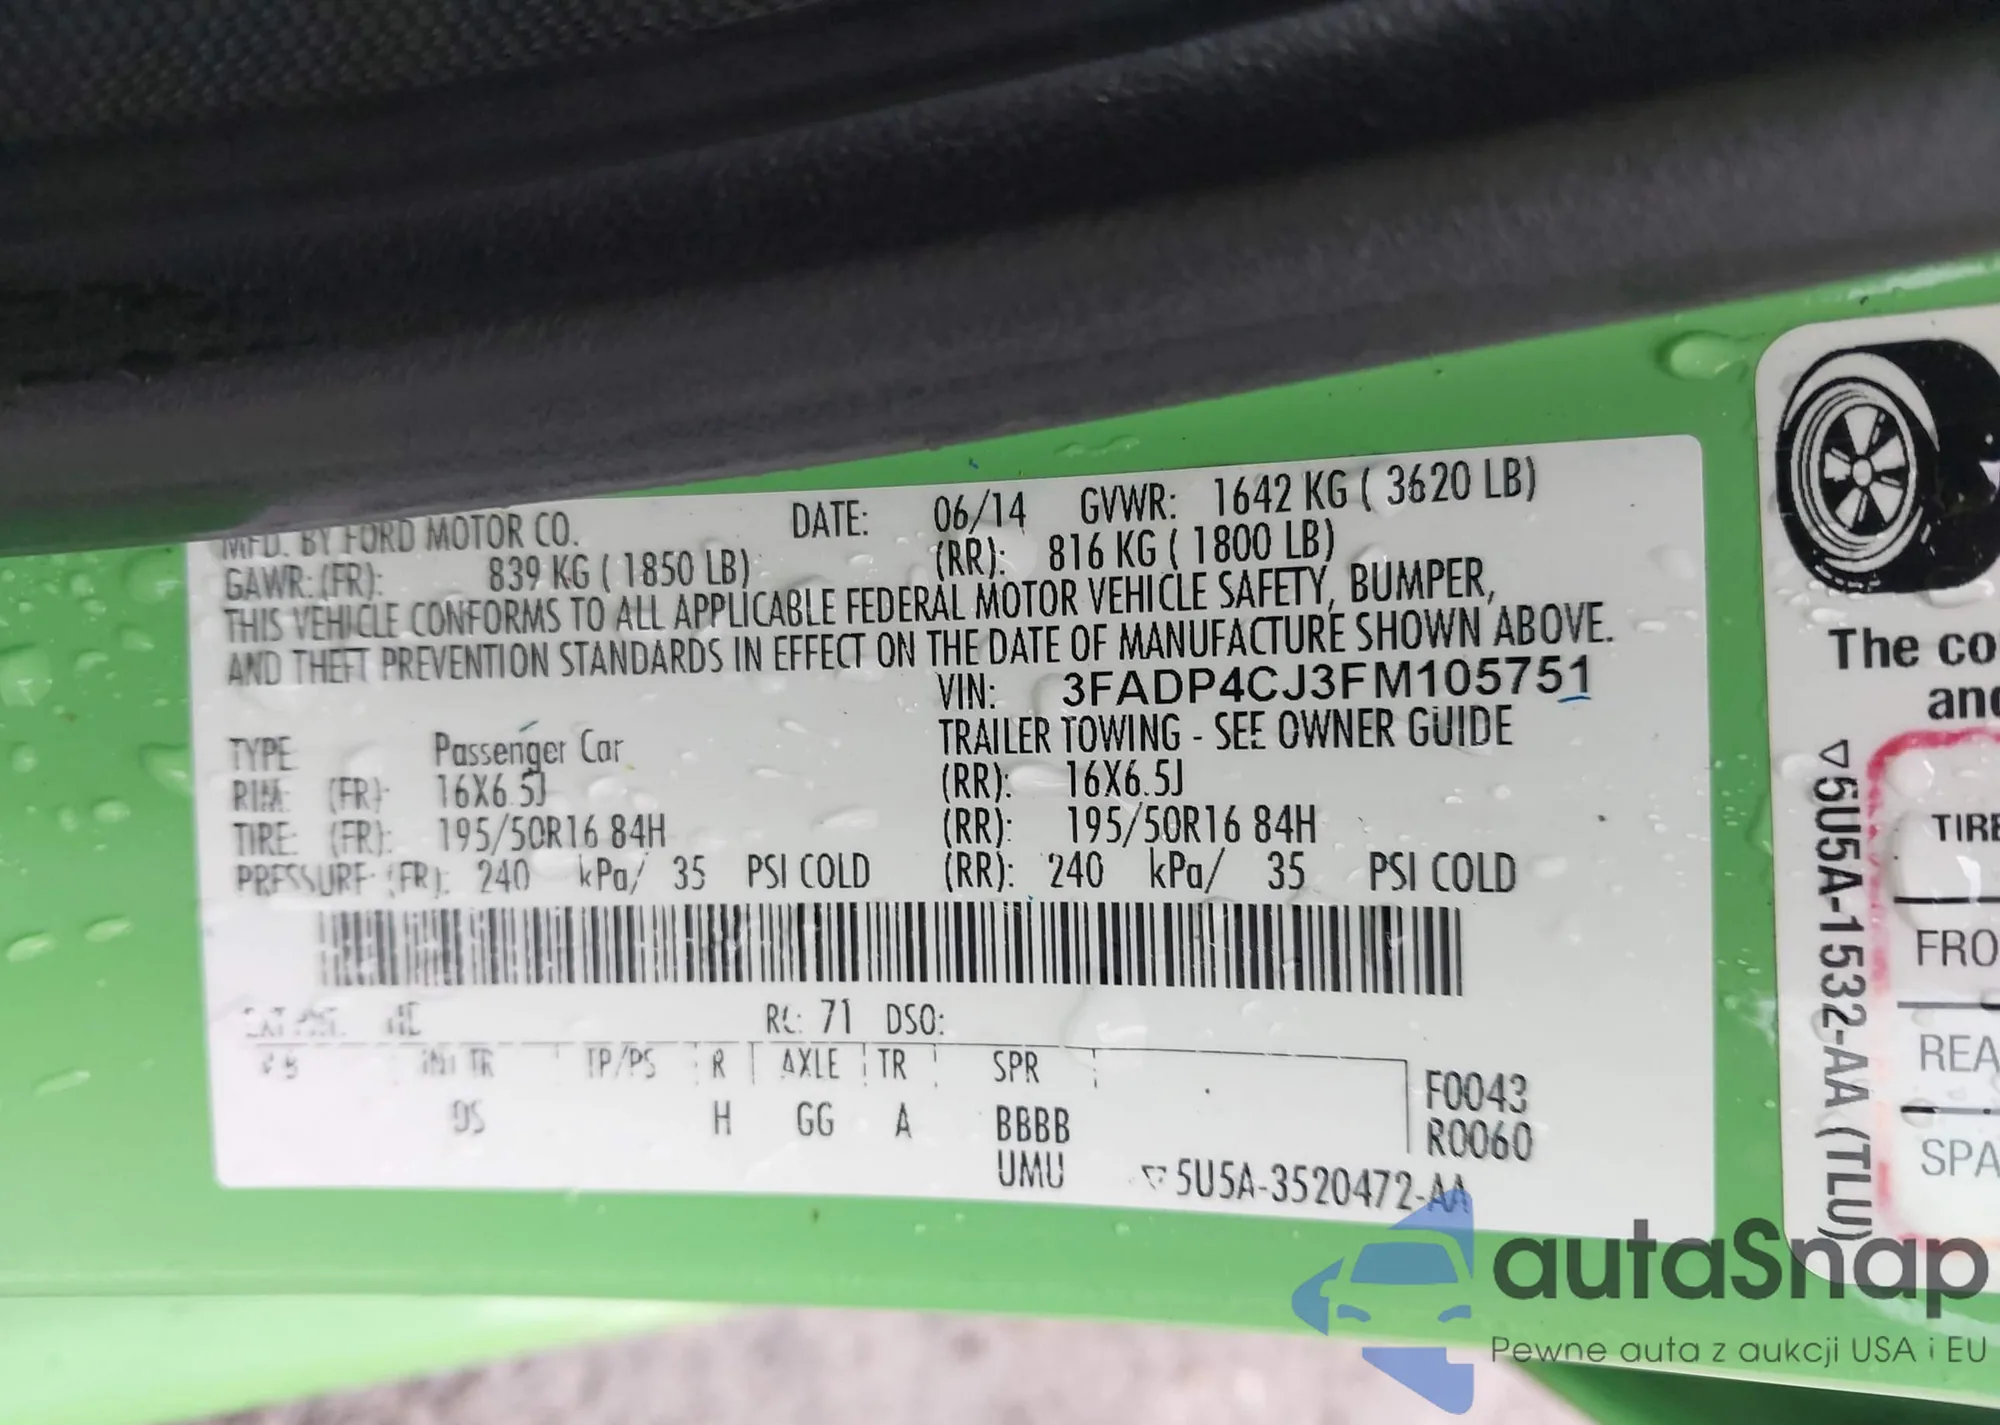 MFD. BY FORD MOTOR CO. DATE: 06/14 GVWR: 1642 KG ( 3620 LB)
GAWR: (FR): 839 KG ( 1850 LB) (RR): 816 KG ( 1800 LB)
THIS VEHICLE CONFORMS TO ALL APPLICABLE FEDERAL MOTOR VEHICLE SAFETY, BUMPER,
AND THEFT PREVENTION STANDARDS IN EFFECT ON THE DATE OF MANUFACTURE SHOWN ABOVE.
VIN: 3FADP4CJ3FM105751
TYPE Passenger Car TRAILER TOWING - SEE OWNER GUIDE
RIM: (FR): 16X6.5J (RR): 16X6.5J
TIRE: (FR): 195/50R16 84H (RR): 195/50R16 84H
PRESSURE: (FR): 240 kPa/ 35 PSI COLD (RR): 240 kPa/ 35 PSI COLD
RC: 71 DSO:
INT TR TP/PS R AXLE TR SPR
DS H GG A BBBB
UMU
F0043
R0060
5U5A-3520472-AA
The co
and
5U5A-1532-AA (TLU)
TIRE
FRO
REA
SPA
autaSnap
Pewne auta z aukcji USA i EU